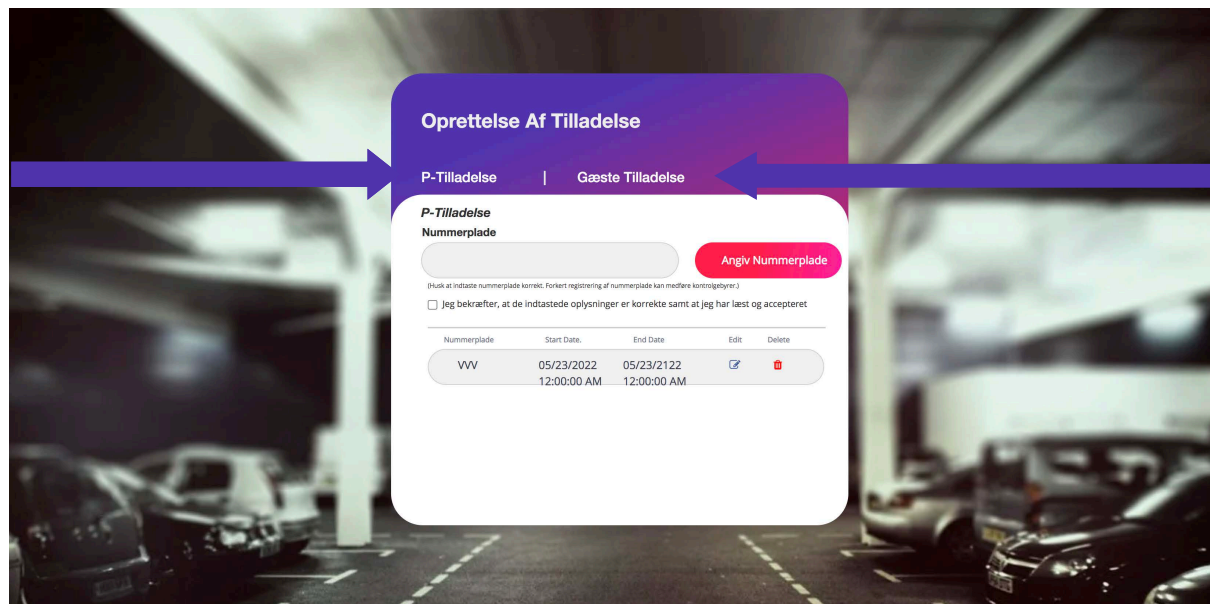 Oprettelse Af Tilladelse
P-Tilladelse | Gæste Tilladelse
P-Tilladelse
Nummerplade
Angiv Nummerplade
(Husk at indtaste nummerplade korrekt. Forkert registrering af nummerplade kan medføre kontrolgebyrer.)
Jeg bekræfter, at de indtastede oplysninger er korrekte samt at jeg har læst og accepteret
Nummerplade Start Date. End Date Edit Delete
VVV 05/23/2022 05/23/2122
12:00:00 AM 12:00:00 AM